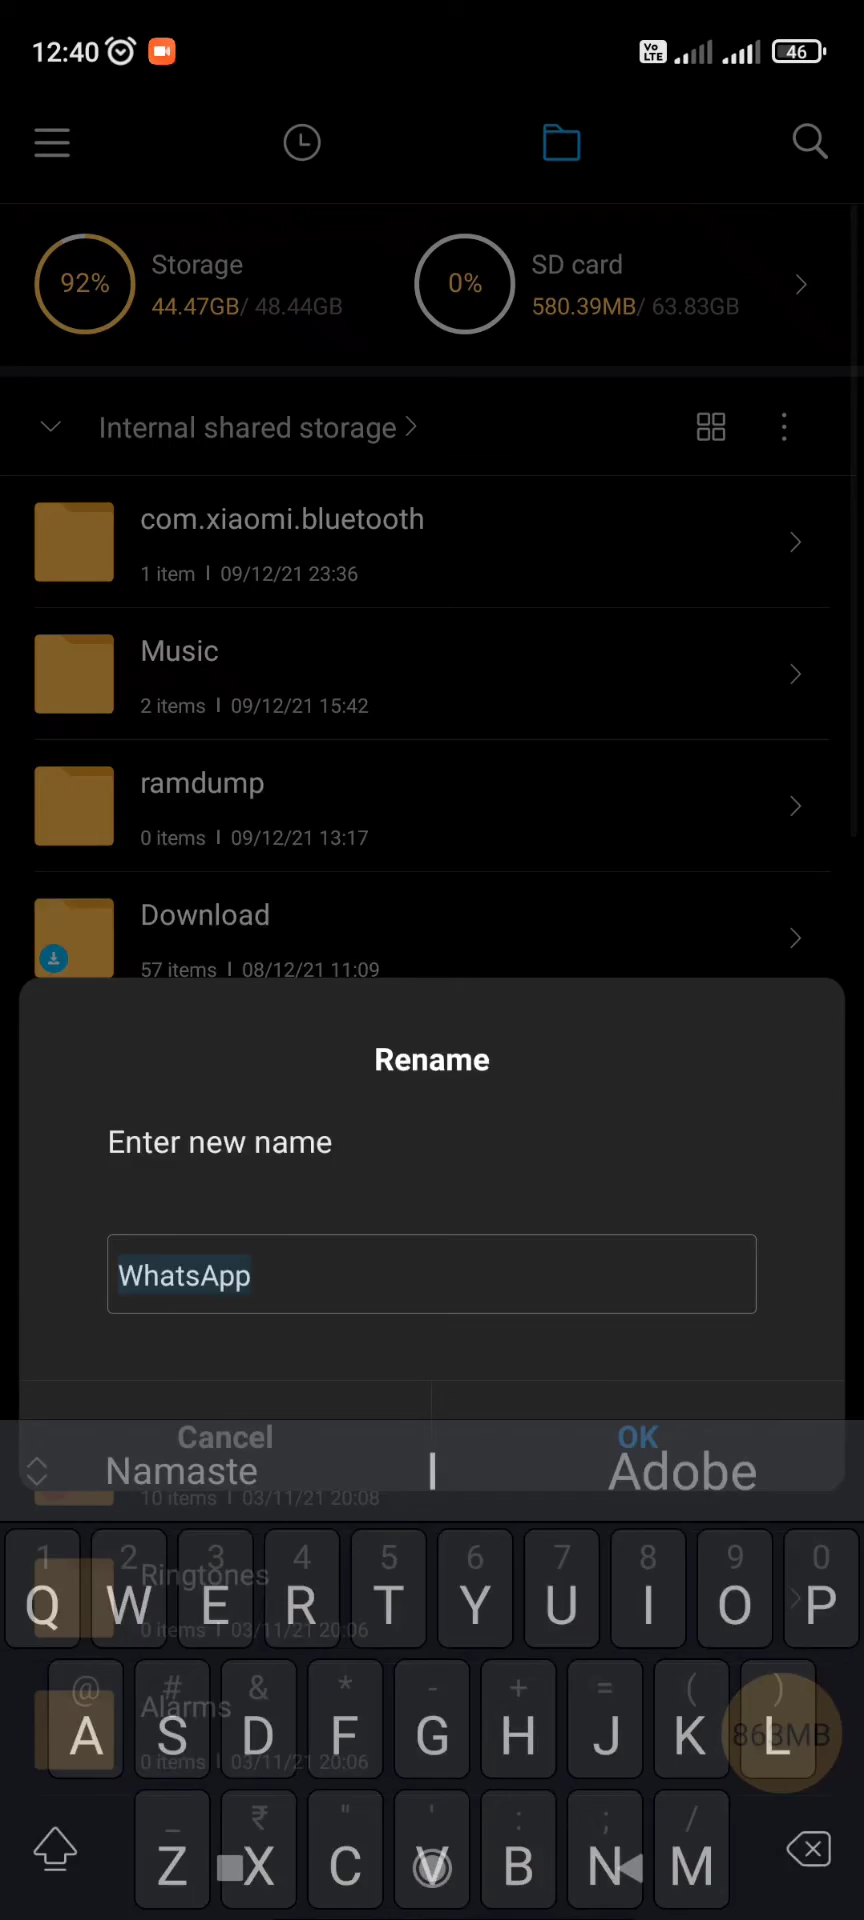 12:40
Vo LTE
46
92%
Storage
44.47GB/ 48.44GB
0%
SD card
580.39MB/ 63.83GB
Internal shared storage
com.xiaomi.bluetooth
1 item | 09/12/21 23:36
Music
2 items | 09/12/21 15:42
ramdump
0 items | 09/12/21 13:17
Download
57 items | 08/12/21 11:09
Rename
Enter new name
WhatsApp
Cancel
OK
Namaste
I
Adobe
10 items | 03/11/21 20:08
1 2 3 4 5 6 7 8 9 0
Ringtones
Q W E R T Y U I O P
0 items | 03/11/21 20:06
@ # & * - + = ( )
Alarms
A S D F G H J K L
863MB
0 items | 03/11/21 20:06
_ ₹ " ' : ; /
Z X C V B N M